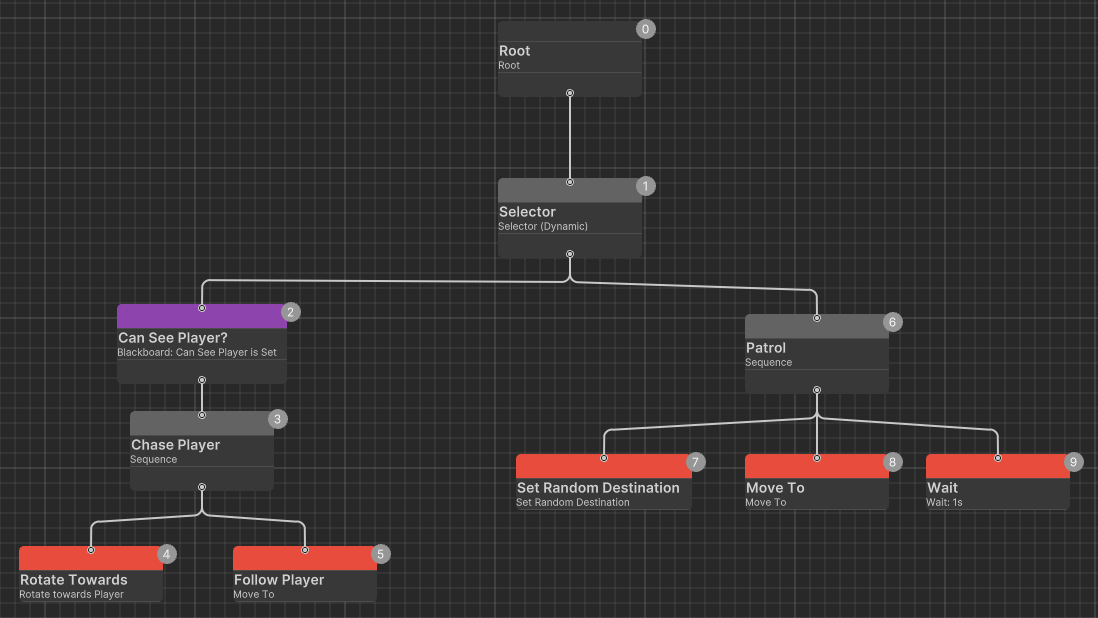 0
Root
Root
1
Selector
Selector (Dynamic)
2
Can See Player?
Blackboard: Can See Player is Set
3
Chase Player
Sequence
4
Rotate Towards
Rotate towards Player
5
Follow Player
Move To
6
Patrol
Sequence
7
Set Random Destination
Set Random Destination
8
Move To
Move To
9
Wait
Wait: 1s